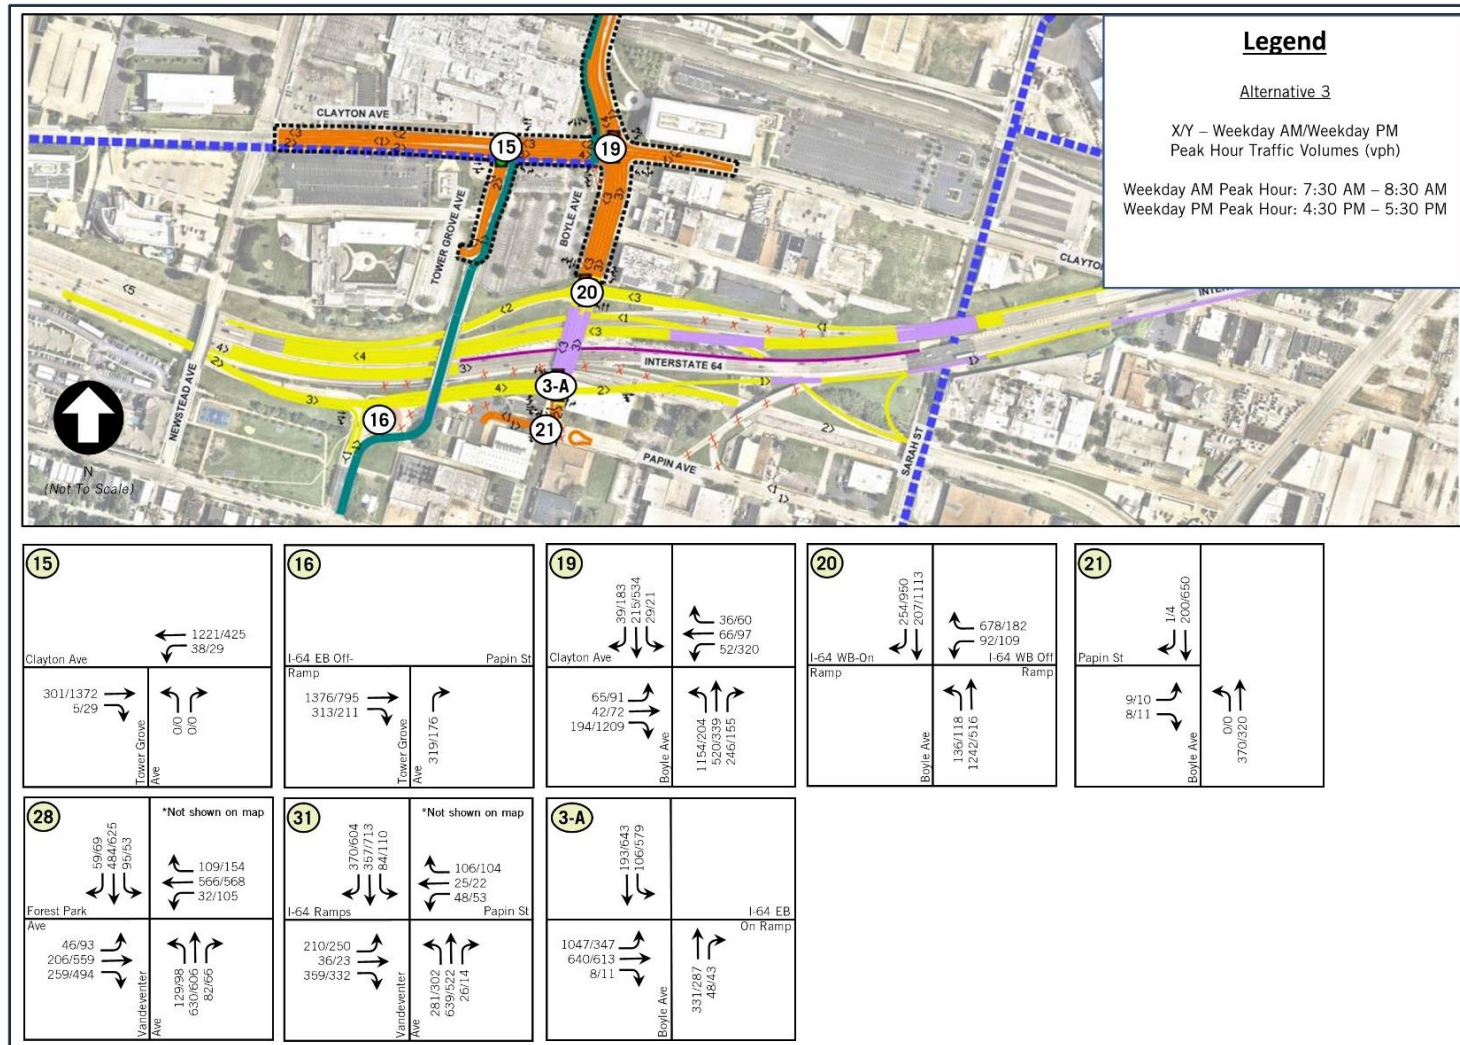 Legend
Alternative 3
X/Y – Weekday AM/Weekday PM
Peak Hour Traffic Volumes (vph)
Weekday AM Peak Hour: 7:30 AM – 8:30 AM
Weekday PM Peak Hour: 4:30 PM – 5:30 PM
CLAYTON AVE
15
19
TOWER GROVE AVE
BOYLE AVE
20
CLAYTON
INTERSTATE 64
3-A
NEWSTEAD AVE
16
21
PAPIN AVE
SARAH ST
N
(Not To Scale)
15
1221/425
38/29
Clayton Ave
301/1372
5/29
Tower Grove
Ave
0/0
0/0
16
I-64 EB Off-
Ramp
Papin St
1376/795
313/211
Tower Grove
Ave
319/176
19
39/183
215/534
29/21
36/60
66/97
52/320
Clayton Ave
65/91
42/72
194/1209
Boyle Ave
1154/204
520/339
246/155
20
254/950
207/1113
678/182
92/109
I-64 WB-On
Ramp
I-64 WB Off
Ramp
Boyle Ave
136/118
1242/516
21
1/4
200/650
Papin St
9/10
8/11
Boyle Ave
0/0
370/320
28
*Not shown on map
59/69
484/625
95/53
109/154
566/568
32/105
Forest Park
Ave
46/93
206/559
259/494
Vandeventer
Ave
129/98
630/606
82/66
31
*Not shown on map
370/604
357/713
84/110
106/104
25/22
48/53
I-64 Ramps
Papin St
210/250
36/23
359/332
Vandeventer
Ave
281/302
639/522
26/14
3-A
193/643
106/579
I-64 EB
On Ramp
1047/347
640/613
8/11
Boyle Ave
331/287
48/43